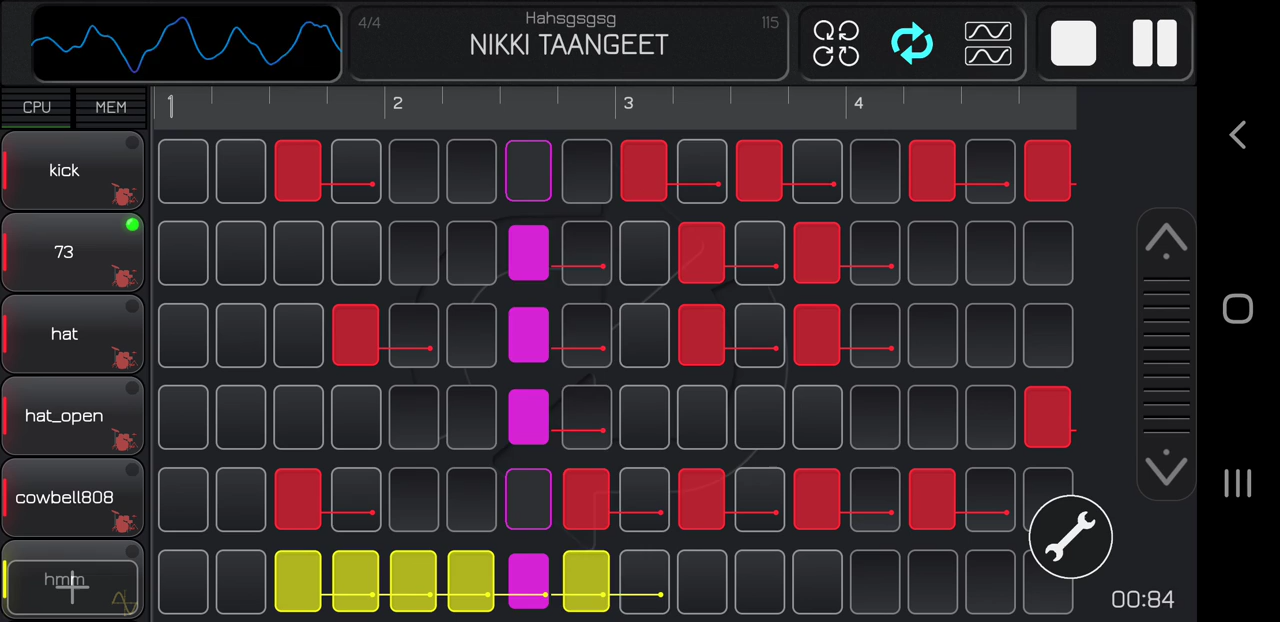 4/4
Hahsgsgsg
115
NIKKI TAANGEET
CPU
MEM
1
2
3
4
kick
73
hat
hat_open
cowbell808
hmm
00:84